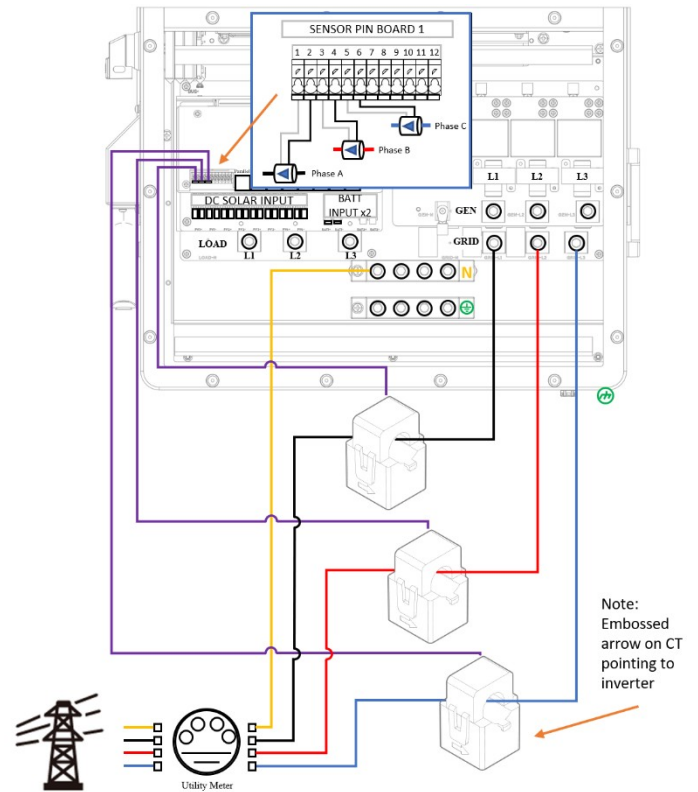 SENSOR PIN BOARD 1
1 2 3 4 5 6 7 8 9 10 11 12
Phase C
Phase B
Phase A
DC SOLAR INPUT
BATT
INPUT x2
L1 L2 L3
GEN
GRID
LOAD
L1 L2 L3
N
Note:
Embossed
arrow on CT
pointing to
inverter
Utility Meter